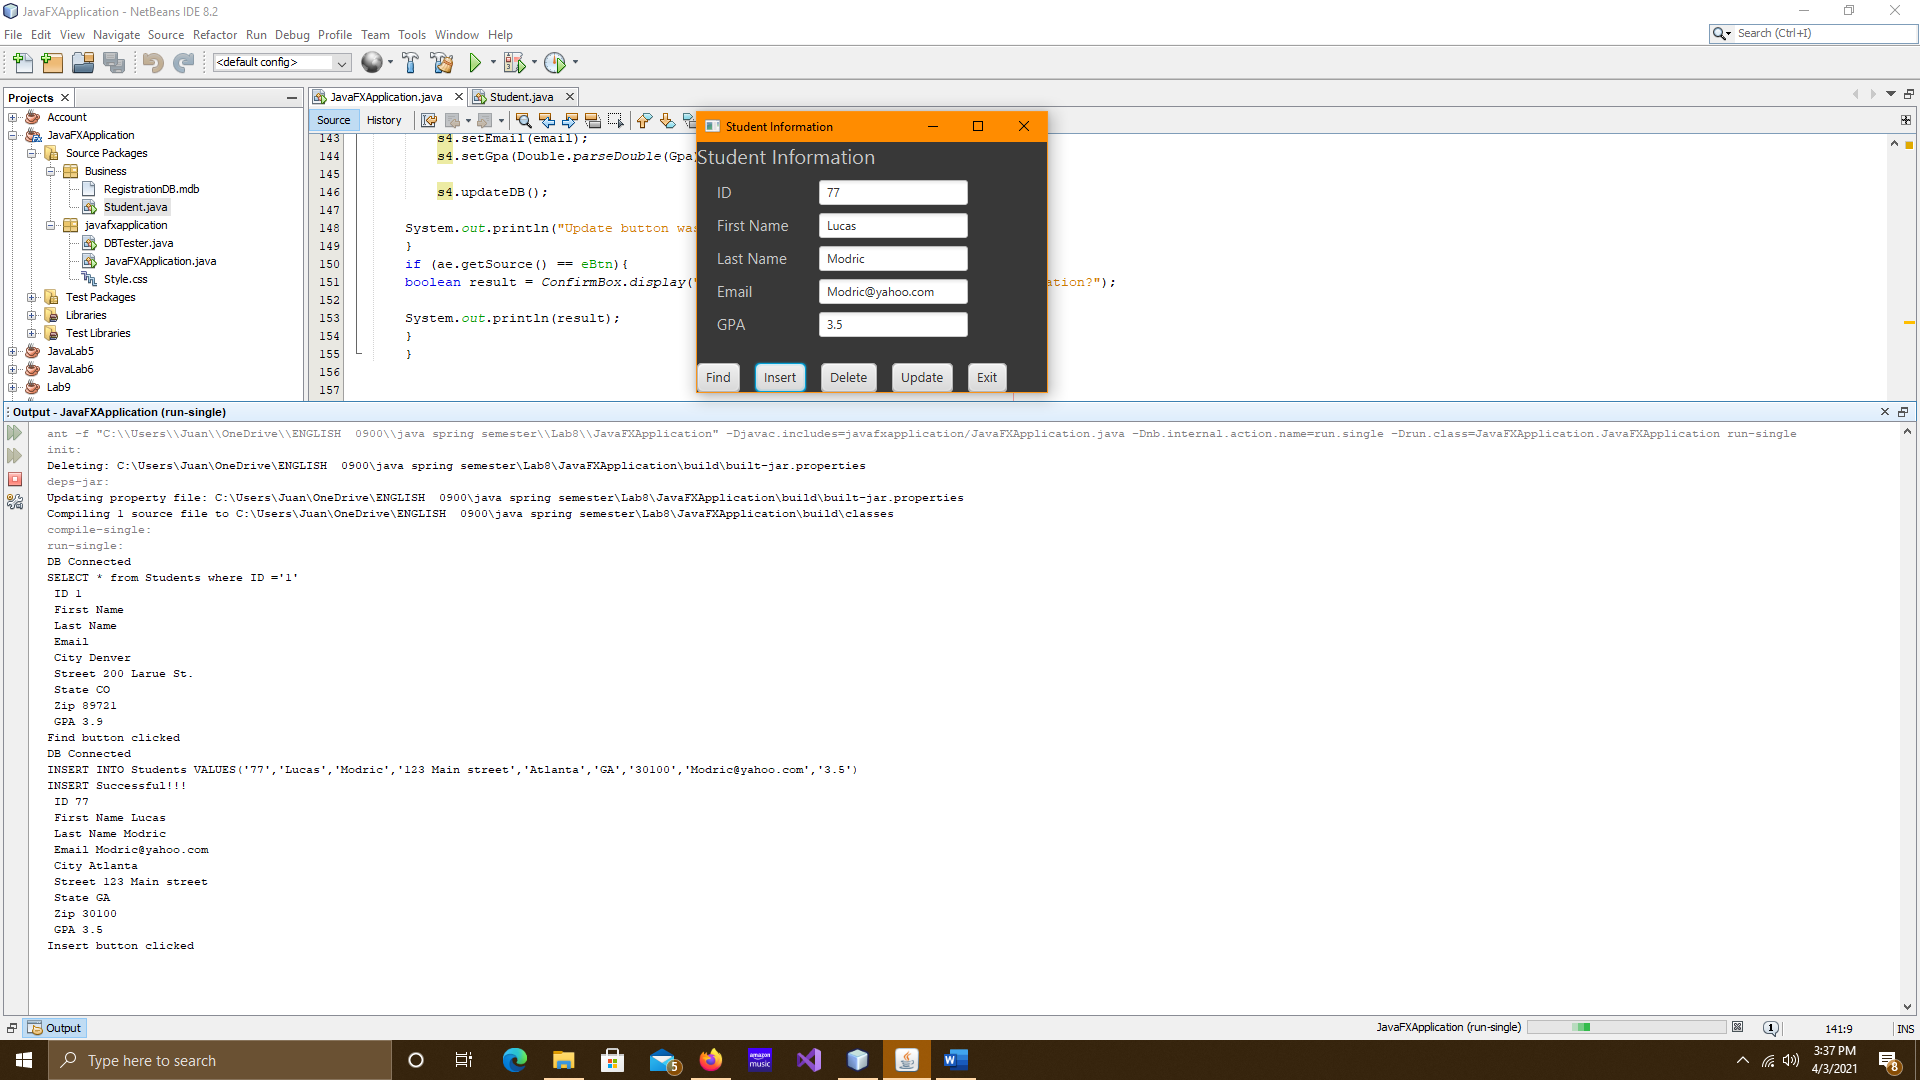 JavaFXApplication - NetBeans IDE 8.2
File Edit View Navigate Source Refactor Run Debug Profile Team Tools Window Help
Search (Ctrl+I)
<default config>
Projects
JavaFXApplication.java
Student.java
Account
JavaFXApplication
Source Packages
Business
RegistrationDB.mdb
Student.java
javafxapplication
DBTester.java
JavaFXApplication.java
Style.css
Test Packages
Libraries
Test Libraries
JavaLab5
JavaLab6
Lab9
Source History
143 s4.setEmail(email);
144 s4.setGpa(Double.parseDouble(Gpa)
145
146 s4.updateDB();
147
148 System.out.println("Update button was
149 }
150 if (ae.getSource() == eBtn){
151 boolean result = ConfirmBox.display(" ation?");
152
153 System.out.println(result);
154 }
155 }
156
157
Student Information
Student Information
ID 77
First Name Lucas
Last Name Modric
Email Modric@yahoo.com
GPA 3.5
Find Insert Delete Update Exit
Output - JavaFXApplication (run-single)
ant -f "C:\\Users\\Juan\\OneDrive\\ENGLISH  0900\\java spring semester\\Lab8\\JavaFXApplication" -Djavac.includes=javafxapplication/JavaFXApplication.java -Dnb.internal.action.name=run.single -Drun.class=JavaFXApplication.JavaFXApplication run-single
init:
Deleting: C:\Users\Juan\OneDrive\ENGLISH  0900\java spring semester\Lab8\JavaFXApplication\build\built-jar.properties
deps-jar:
Updating property file: C:\Users\Juan\OneDrive\ENGLISH  0900\java spring semester\Lab8\JavaFXApplication\build\built-jar.properties
Compiling 1 source file to C:\Users\Juan\OneDrive\ENGLISH  0900\java spring semester\Lab8\JavaFXApplication\build\classes
compile-single:
run-single:
DB Connected
SELECT * from Students where ID ='1'
ID 1
First Name
Last Name
Email
City Denver
Street 200 Larue St.
State CO
Zip 89721
GPA 3.9
Find button clicked
DB Connected
INSERT INTO Students VALUES('77','Lucas','Modric','123 Main street','Atlanta','GA','30100','Modric@yahoo.com','3.5')
INSERT Successful!!!
ID 77
First Name Lucas
Last Name Modric
Email Modric@yahoo.com
City Atlanta
Street 123 Main street
State GA
Zip 30100
GPA 3.5
Insert button clicked
Output
JavaFXApplication (run-single)
1
141:9
INS
Type here to search
5
amazon music
3:37 PM
4/3/2021
8